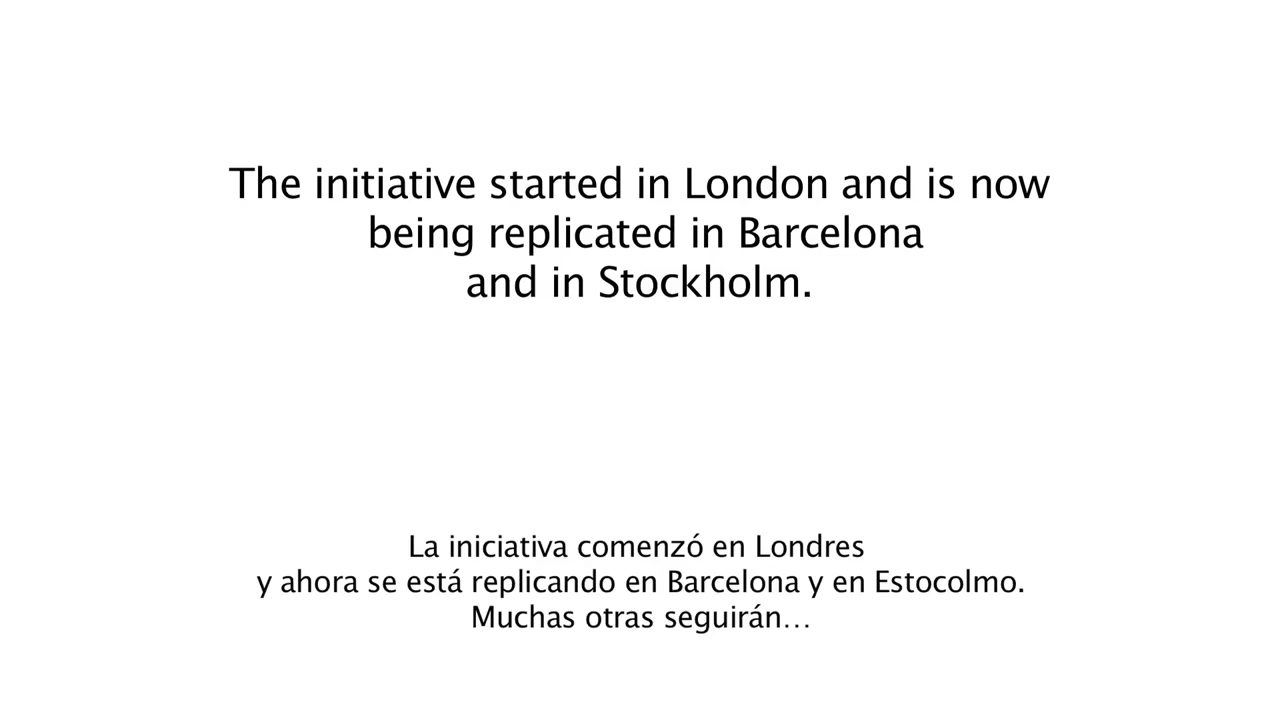 The initiative started in London and is now
being replicated in Barcelona
and in Stockholm.
La iniciativa comenzó en Londres
y ahora se está replicando en Barcelona y en Estocolmo.
Muchas otras seguirán…